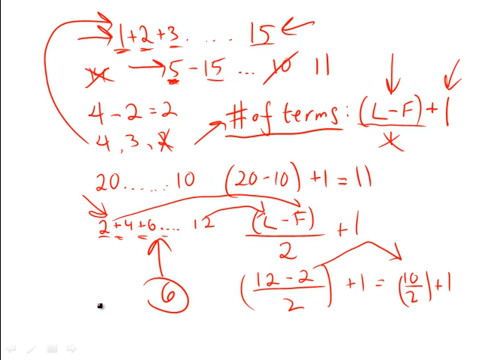 1+2+3 .... 15
5-15 ... 10 11
4-2=2
# of terms: (L-F)+1
4, 3, 2
20 ...... 10 (20-10)+1=11
2+4+6 .... 12 (L-F)/2 + 1
6
(12-2/2)+1=(10/2)+1